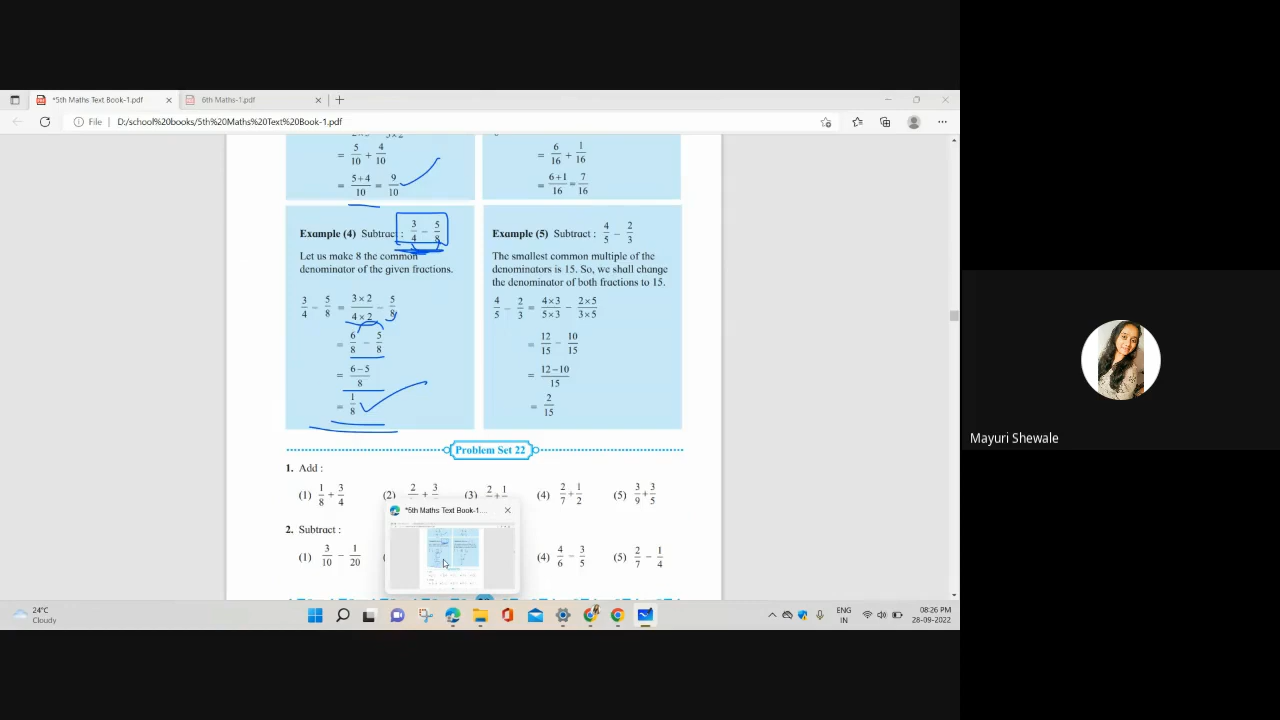 *5th Maths Text Book-1.pdf
6th Maths-1.pdf
File D:/school%20books/5th%20Maths%20Text%20Book-1.pdf
= 5/10 + 4/10
= 5+4/10 = 9/10
= 6/16 + 1/16
= 6+1/16 = 7/16
Example (4) Subtract : 3/4 − 5/8
Let us make 8 the common
denominator of the given fractions.
3/4 − 5/8 = 3×2/4×2 − 5/8
= 6/8 − 5/8
= 6−5/8
= 1/8
Example (5) Subtract : 4/5 − 2/3
The smallest common multiple of the
denominators is 15. So, we shall change
the denominator of both fractions to 15.
4/5 − 2/3 = 4×3/5×3 − 2×5/3×5
= 12/15 − 10/15
= 12−10/15
= 2/15
Problem Set 22
1. Add :
(1) 1/8 + 3/4 (2) (3) (4) 2/7 + 1/2 (5) 3/9 + 3/5
2. Subtract :
(1) 3/10 − 1/20 (4) 4/6 − 3/5 (5) 2/7 − 1/4
*5th Maths Text Book-1....
24°C
Cloudy
ENG
IN
08:26 PM
28-09-2022
Mayuri Shewale